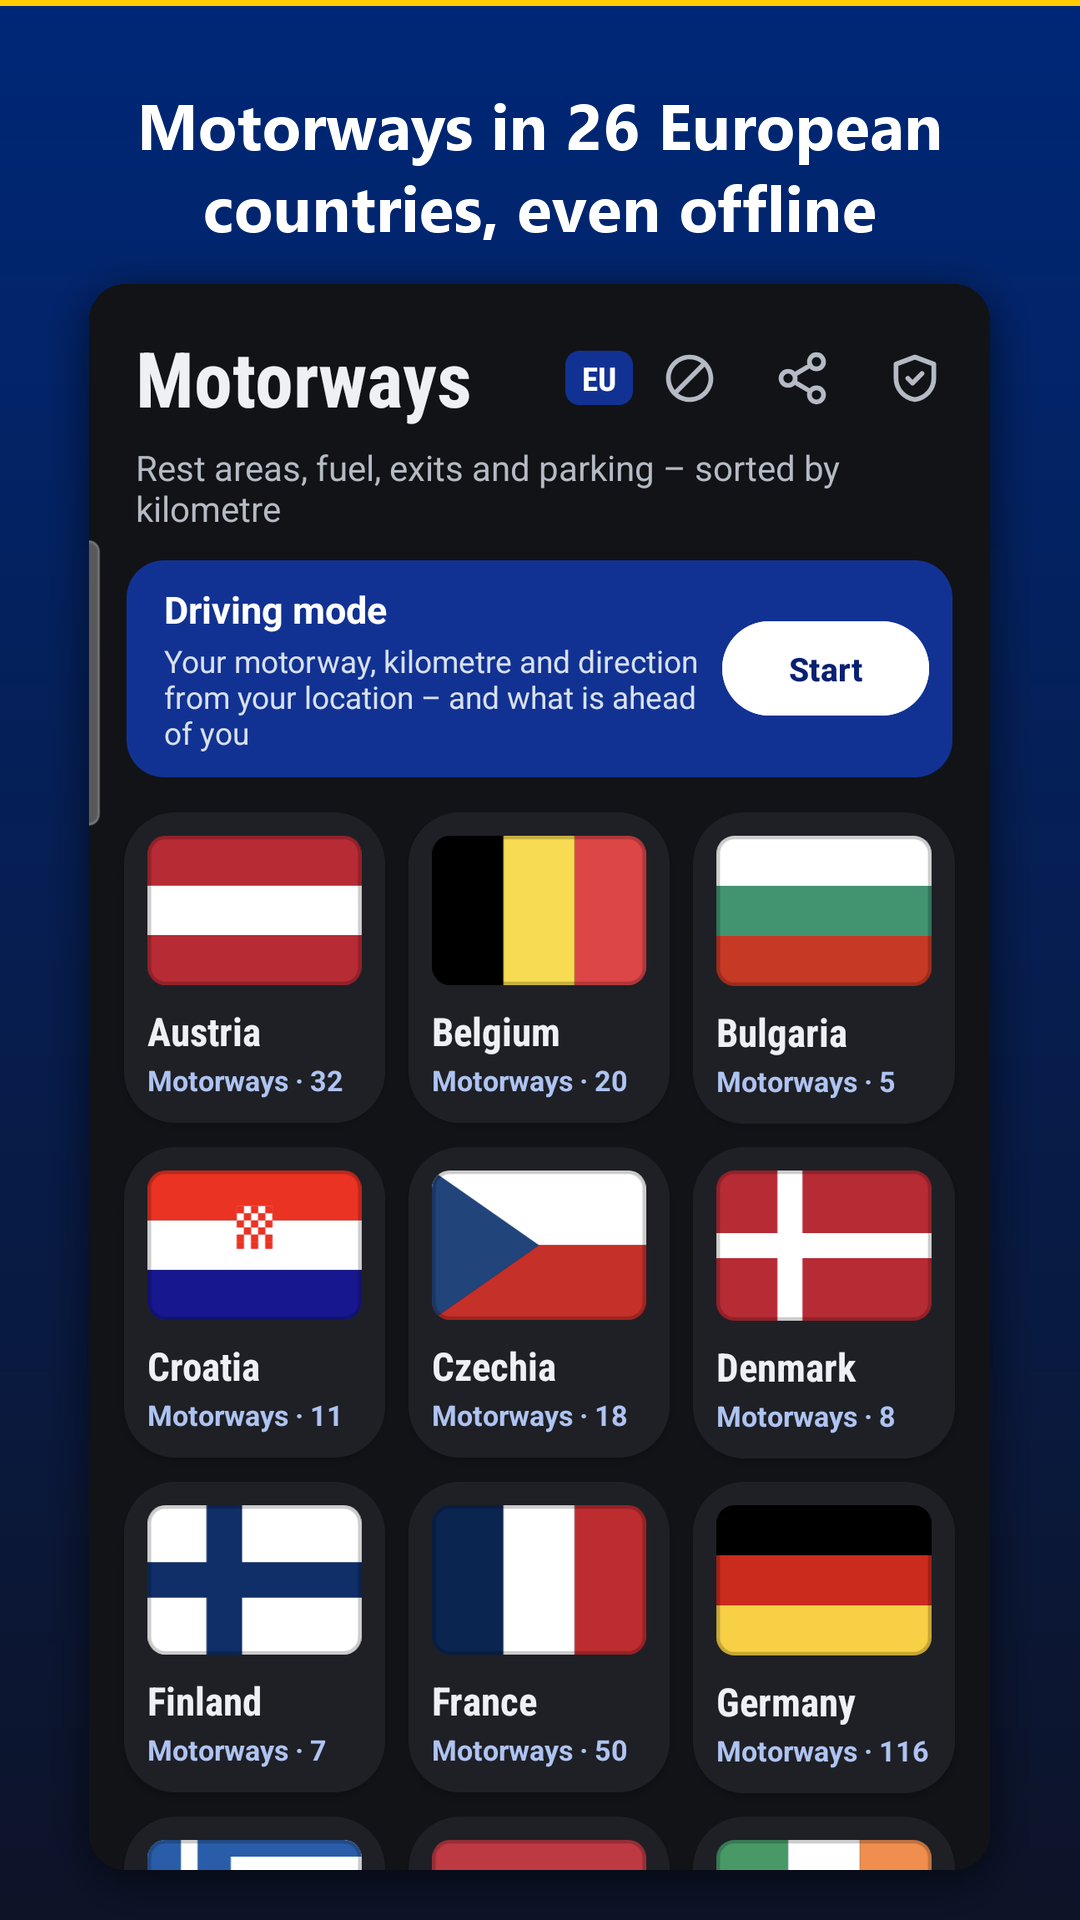 Motorways in 26 European
countries, even offline
Motorways
EU
Rest areas, fuel, exits and parking – sorted by
kilometre
Driving mode
Your motorway, kilometre and direction
from your location – and what is ahead
of you
Start
Austria
Motorways · 32
Belgium
Motorways · 20
Bulgaria
Motorways · 5
Croatia
Motorways · 11
Czechia
Motorways · 18
Denmark
Motorways · 8
Finland
Motorways · 7
France
Motorways · 50
Germany
Motorways · 116